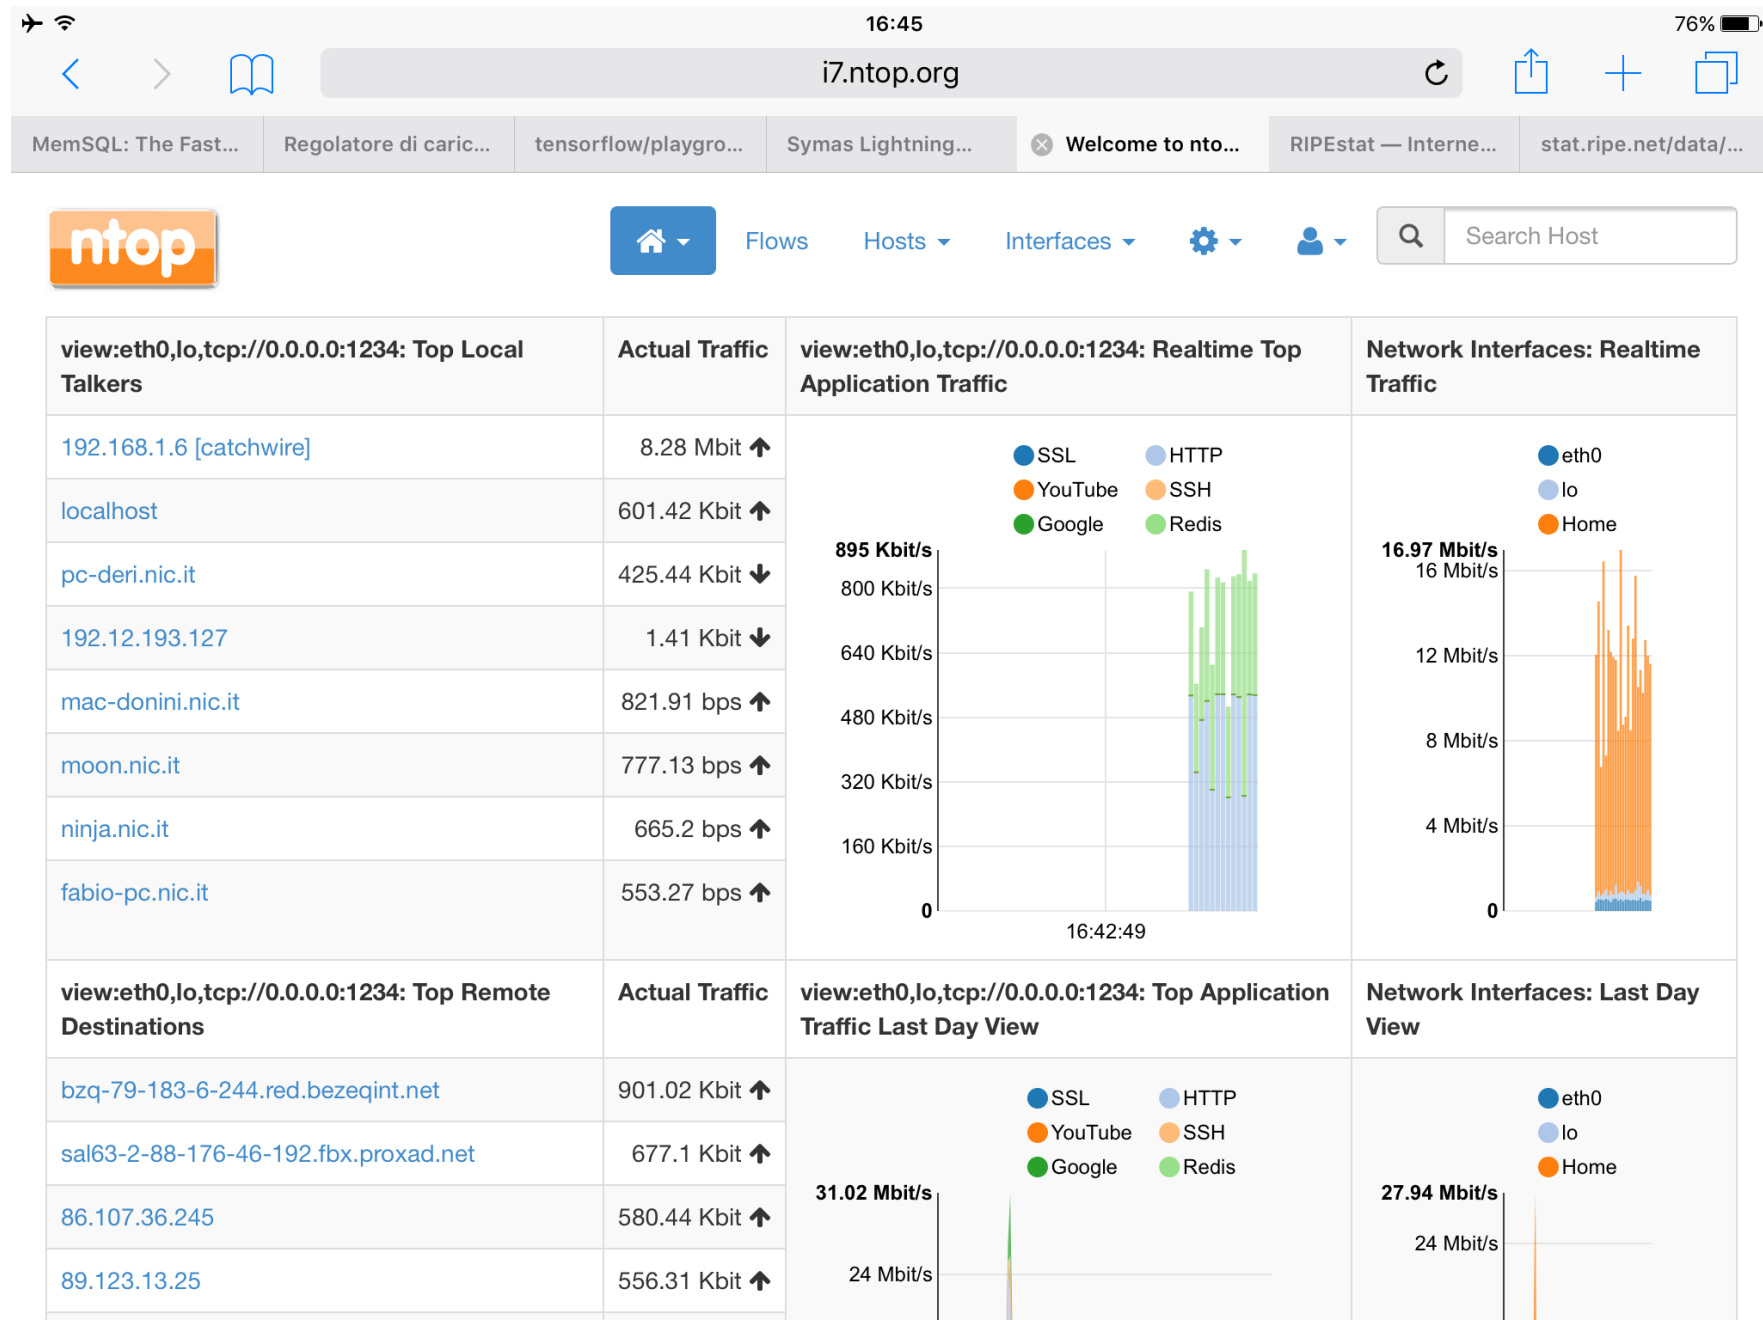 16:45
76%
i7.ntop.org
MemSQL: The Fast...
Regolatore di caric...
tensorflow/playgro...
Symas Lightning...
Welcome to nto...
RIPEstat — Interne...
stat.ripe.net/data/...
ntop
Flows
Hosts
Interfaces
Search Host
view:eth0,lo,tcp://0.0.0.0:1234: Top Local
Talkers
Actual Traffic
192.168.1.6 [catchwire]
8.28 Mbit
localhost
601.42 Kbit
pc-deri.nic.it
425.44 Kbit
192.12.193.127
1.41 Kbit
mac-donini.nic.it
821.91 bps
moon.nic.it
777.13 bps
ninja.nic.it
665.2 bps
fabio-pc.nic.it
553.27 bps
view:eth0,lo,tcp://0.0.0.0:1234: Realtime Top
Application Traffic
SSL
HTTP
YouTube
SSH
Google
Redis
895 Kbit/s
800 Kbit/s
640 Kbit/s
480 Kbit/s
320 Kbit/s
160 Kbit/s
0
16:42:49
Network Interfaces: Realtime
Traffic
eth0
lo
Home
16.97 Mbit/s
16 Mbit/s
12 Mbit/s
8 Mbit/s
4 Mbit/s
0
view:eth0,lo,tcp://0.0.0.0:1234: Top Remote
Destinations
Actual Traffic
bzq-79-183-6-244.red.bezeqint.net
901.02 Kbit
sal63-2-88-176-46-192.fbx.proxad.net
677.1 Kbit
86.107.36.245
580.44 Kbit
89.123.13.25
556.31 Kbit
view:eth0,lo,tcp://0.0.0.0:1234: Top Application
Traffic Last Day View
SSL
HTTP
YouTube
SSH
Google
Redis
31.02 Mbit/s
24 Mbit/s
Network Interfaces: Last Day
View
eth0
lo
Home
27.94 Mbit/s
24 Mbit/s